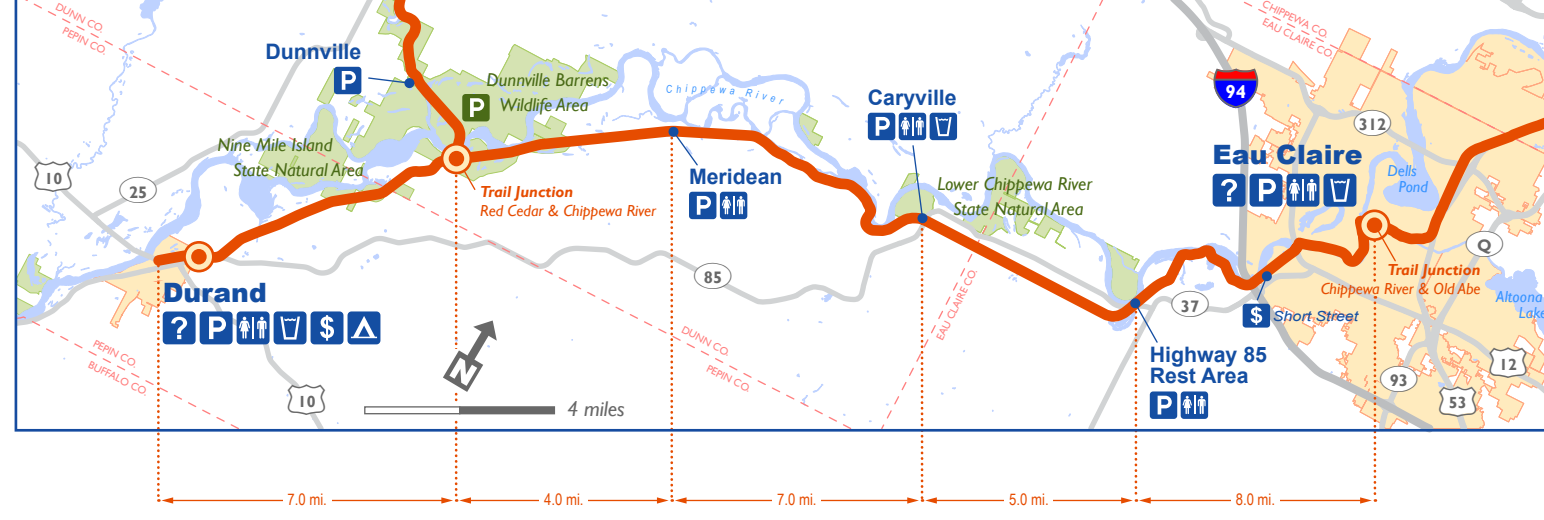 DUNN CO.
PEPIN CO.
CHIPPEWA CO.
EAU CLAIRE CO.
Dunnville
P
Dunnville Barrens
Wildlife Area
P
Chippewa River
Caryville
P
94
312
Nine Mile Island
State Natural Area
10
25
Trail Junction
Red Cedar & Chippewa River
Meridean
P
Lower Chippewa River
State Natural Area
Eau Claire
? P
Dells
Pond
Q
Durand
? P $
85
EAU CLAIRE CO.
DUNN CO.
37
Trail Junction
Chippewa River & Old Abe
Altoona
Lake
$ Short Street
PEPIN CO.
BUFFALO CO.
N
10
4 miles
DUNN CO.
PEPIN CO.
Highway 85
Rest Area
P
93
12
53
7.0 mi.
4.0 mi.
7.0 mi.
5.0 mi.
8.0 mi.